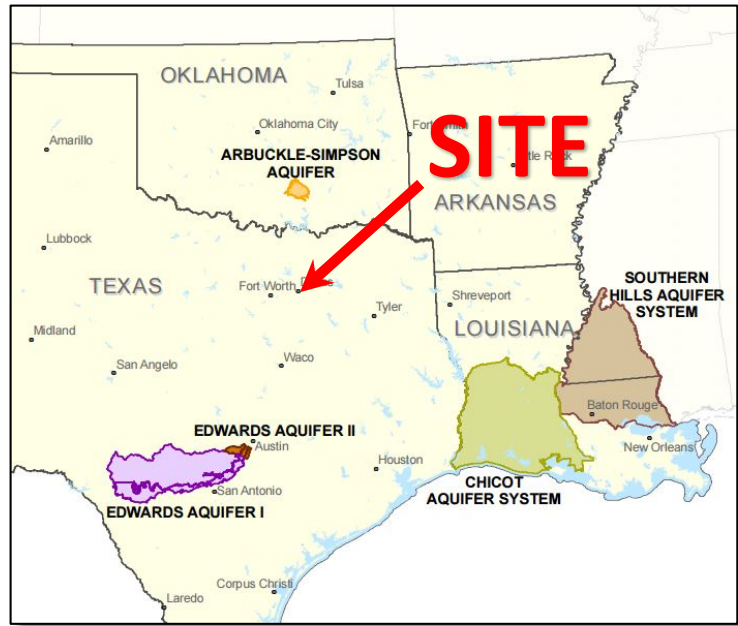 OKLAHOMA
Tulsa
Oklahoma City
Amarillo
ARBUCKLE-SIMPSON
AQUIFER
SITE
ARKANSAS
Lubbock
TEXAS
Fort Worth
Tyler
Shreveport
SOUTHERN
HILLS AQUIFER
SYSTEM
LOUISIANA
Midland
San Angelo
Waco
Baton Rouge
EDWARDS AQUIFER II
Austin
New Orleans
Houston
San Antonio
EDWARDS AQUIFER I
CHICOT
AQUIFER SYSTEM
Corpus Christi
Laredo